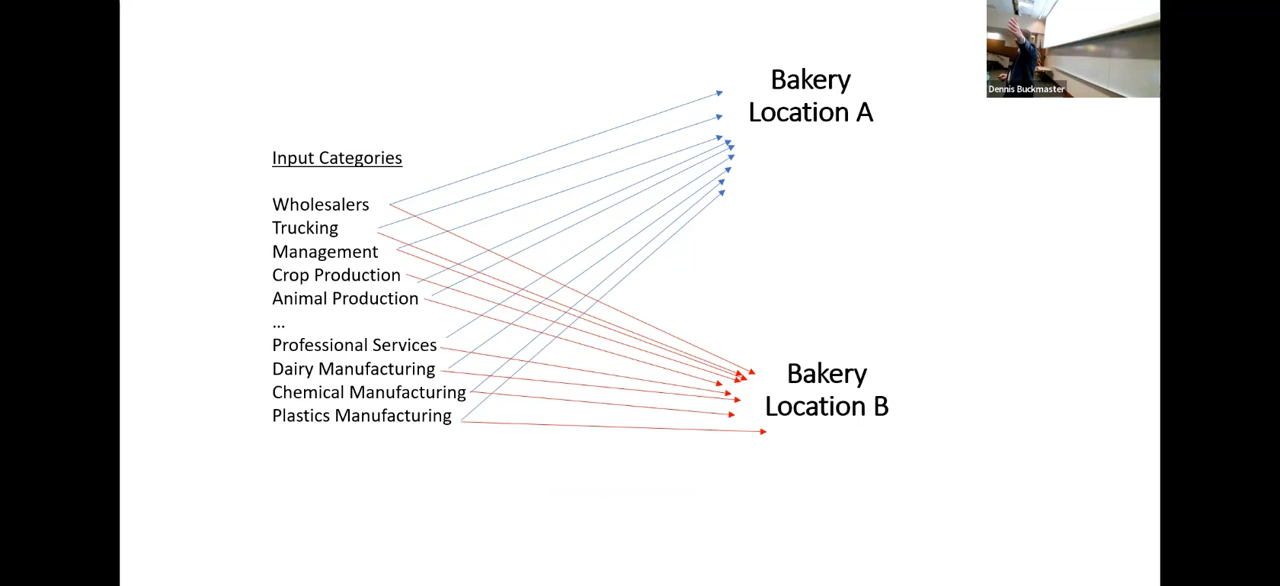 Bakery
Location A
Dennis Buckmaster
Input Categories
Wholesalers
Trucking
Management
Crop Production
Animal Production
...
Professional Services
Dairy Manufacturing
Chemical Manufacturing
Plastics Manufacturing
Bakery
Location B